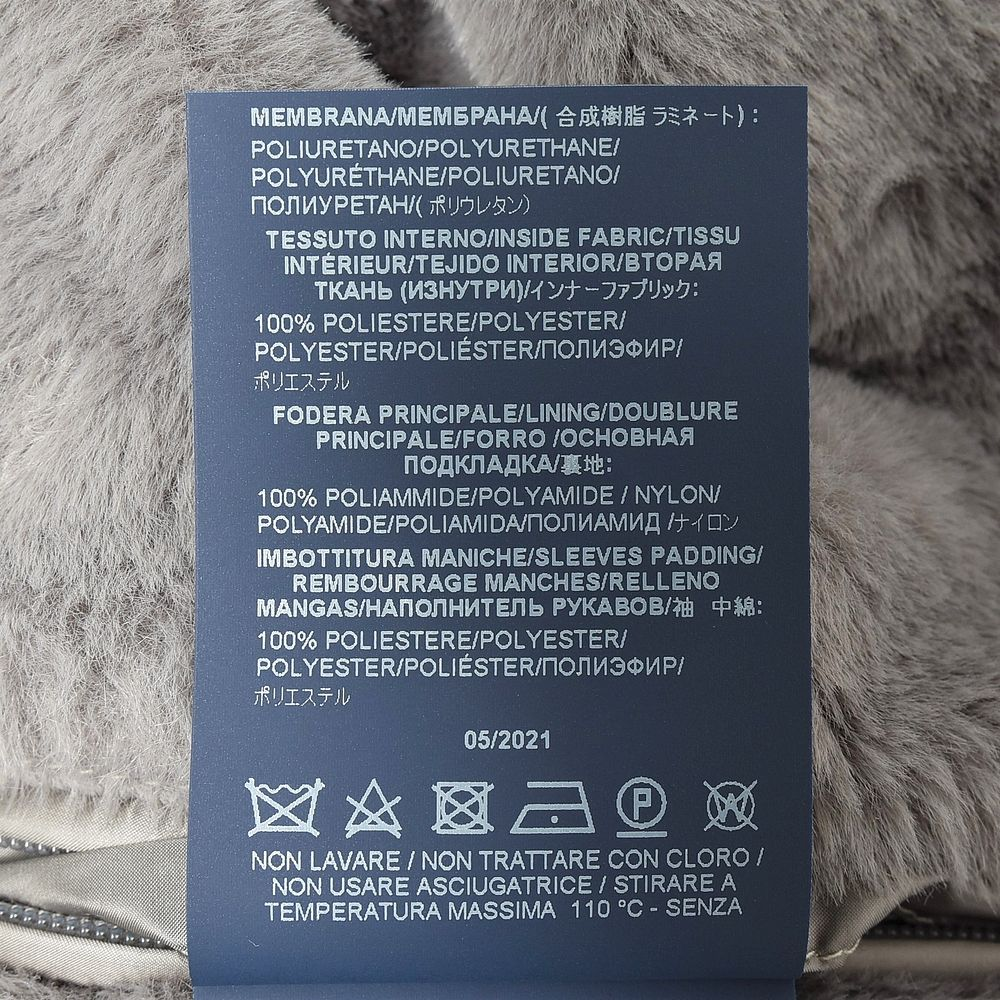 MEMBRANA/МЕМБРАНА/( 合成樹脂 ラミネート) :
POLIURETANO/POLYURETHANE/
POLYURÉTHANE/POLIURETANO/
ПОЛИУРЕТАН/( ポリウレタン)
TESSUTO INTERNO/INSIDE FABRIC/TISSU
INTÉRIEUR/TEJIDO INTERIOR/ВТОРАЯ
ТКАНЬ (ИЗНУТРИ)/インナーファブリック:
100% POLIESTERE/POLYESTER/
POLYESTER/POLIÉSTER/ПОЛИЭФИР/
ポリエステル
FODERA PRINCIPALE/LINING/DOUBLURE
PRINCIPALE/FORRO /ОСНОВНАЯ
ПОДКЛАДКА/裏地:
100% POLIAMMIDE/POLYAMIDE / NYLON/
POLYAMIDE/POLIAMIDA/ПОЛИАМИД /ナイロン
IMBOTTITURA MANICHE/SLEEVES PADDING/
REMBOURRAGE MANCHES/RELLENO
MANGAS/НАПОЛНИТЕЛЬ РУКАВОВ/袖 中綿:
100% POLIESTERE/POLYESTER/
POLYESTER/POLIÉSTER/ПОЛИЭФИР/
ポリエステル
05/2021
P W
NON LAVARE / NON TRATTARE CON CLORO /
NON USARE ASCIUGATRICE / STIRARE A
TEMPERATURA MASSIMA 110 °C - SENZA